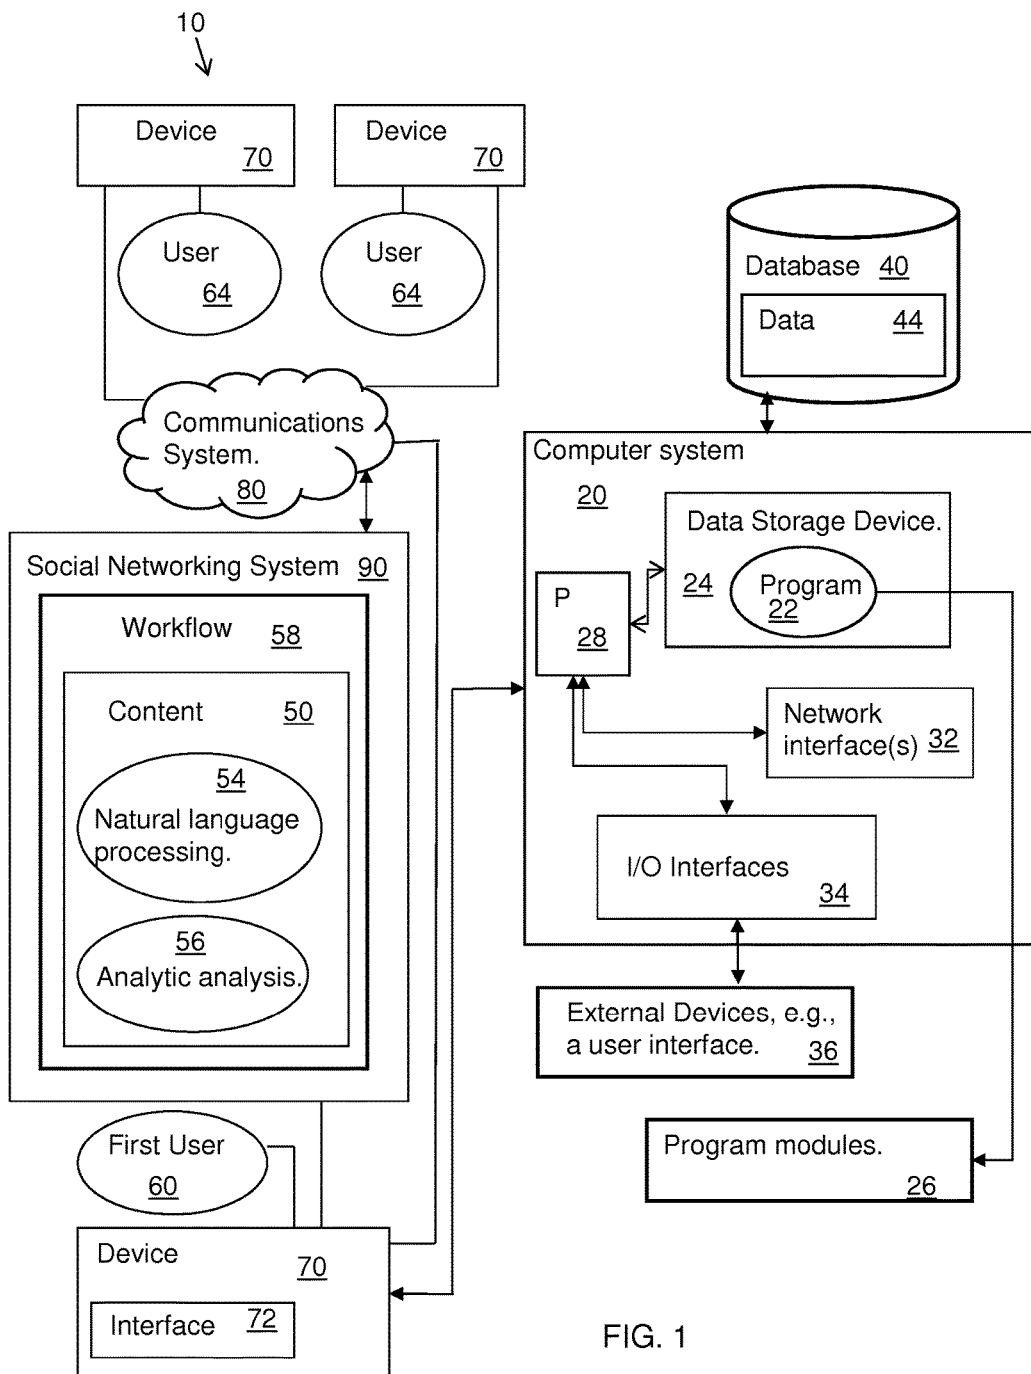 10
Device
70
Device
70
User
64
User
64
Database 40
Data 44
Communications
System.
80
Computer system
20
Data Storage Device.
24
Program
22
P
28
Network
interface(s) 32
I/O Interfaces
34
External Devices, e.g.,
a user interface. 36
Program modules.
26
Social Networking System 90
Workflow 58
Content 50
54
Natural language
processing.
56
Analytic analysis.
First User
60
Device
70
Interface 72
FIG. 1